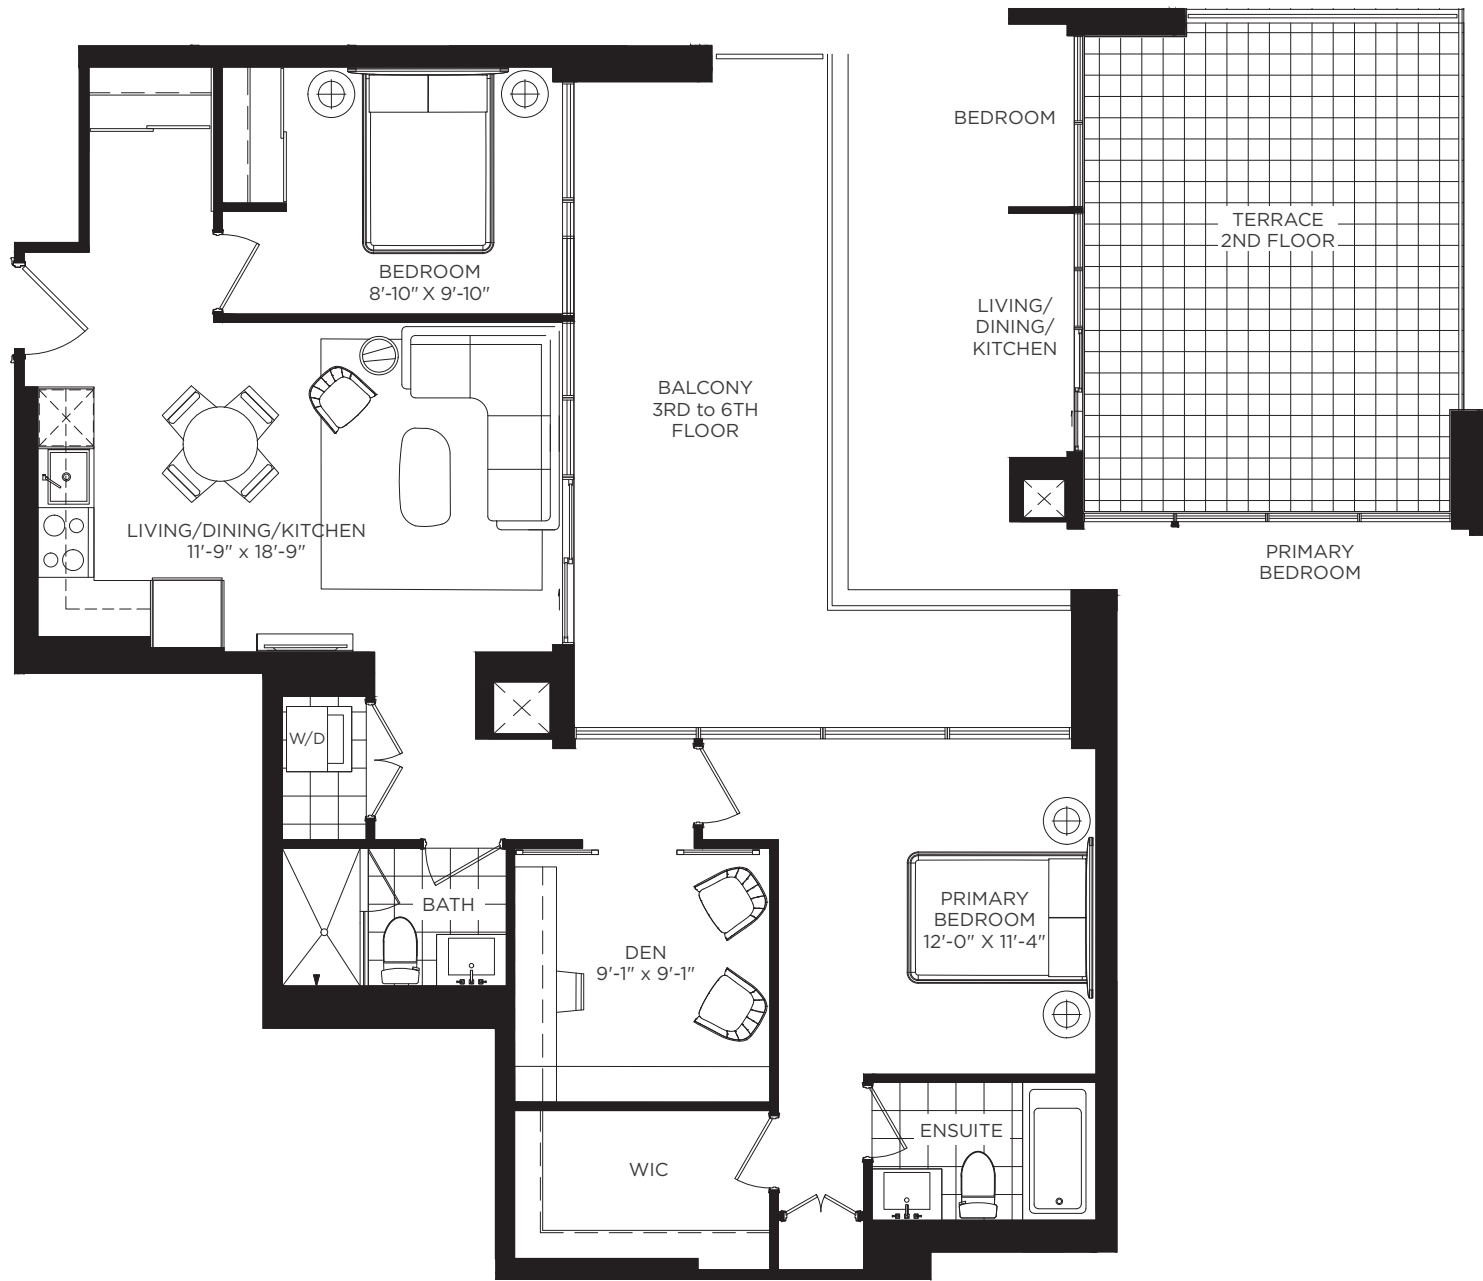 BEDROOM
8'-10" X 9'-10"
BALCONY
3RD to 6TH
FLOOR
LIVING/DINING/KITCHEN
11'-9" x 18'-9"
W/D
BATH
DEN
9'-1" x 9'-1"
PRIMARY
BEDROOM
12'-0" X 11'-4"
ENSUITE
WIC
BEDROOM
TERRACE
2ND FLOOR
LIVING/
DINING/
KITCHEN
PRIMARY
BEDROOM